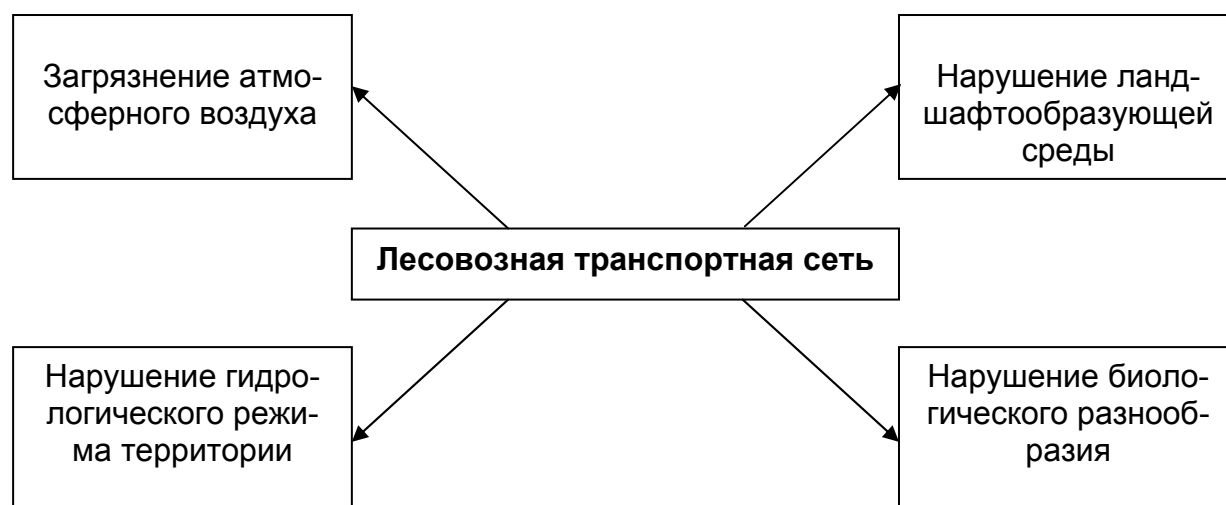 Загрязнение атмо-
сферного воздуха
Нарушение ланд-
шафтообразующей
среды
Лесовозная транспортная сеть
Нарушение гидро-
логического режи-
ма территории
Нарушение биоло-
гического разнооб-
разия